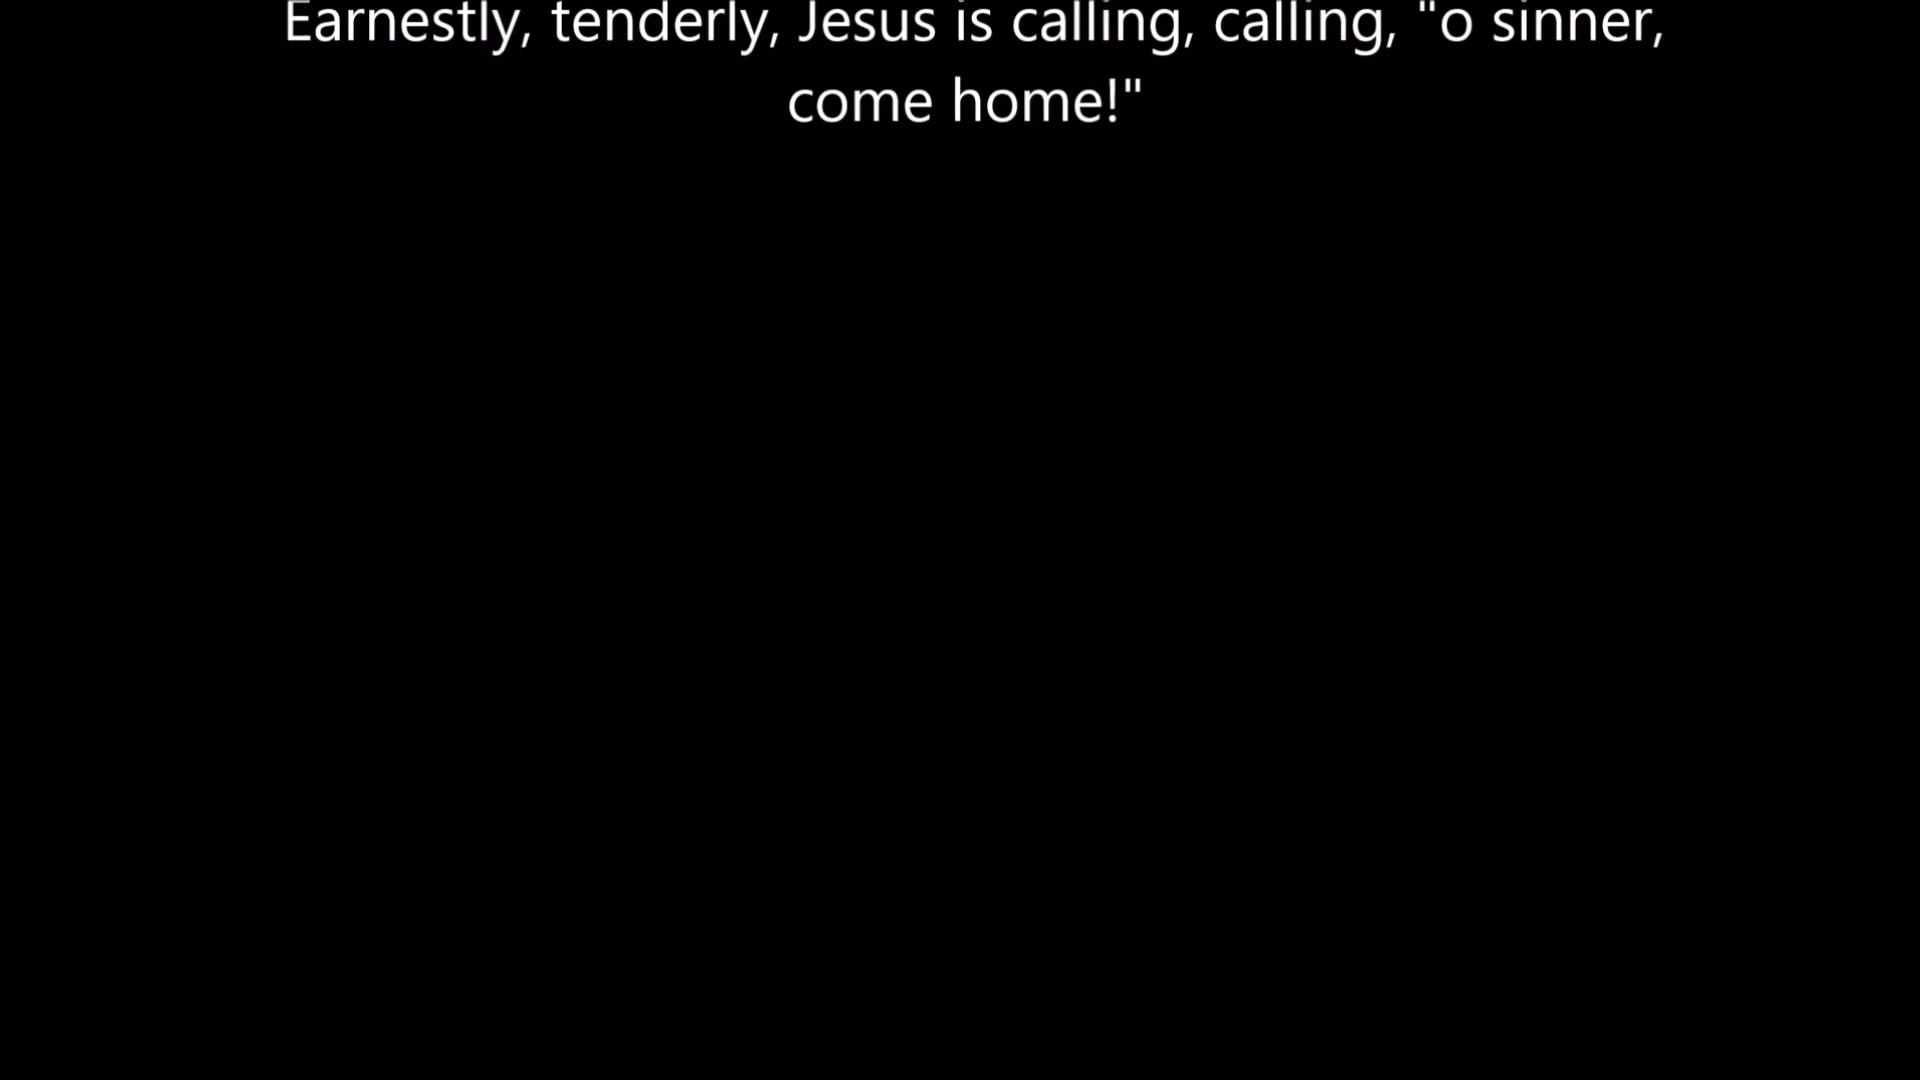 Earnestly, tenderly, Jesus is calling, calling, "o sinner,
come home!"